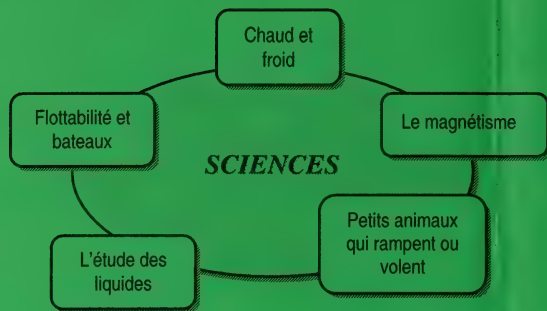 Chaud et
froid
Flottabilité et
bateaux
Le magnétisme
SCIENCES
Petits animaux
qui rampent ou
volent
L'étude des
liquides